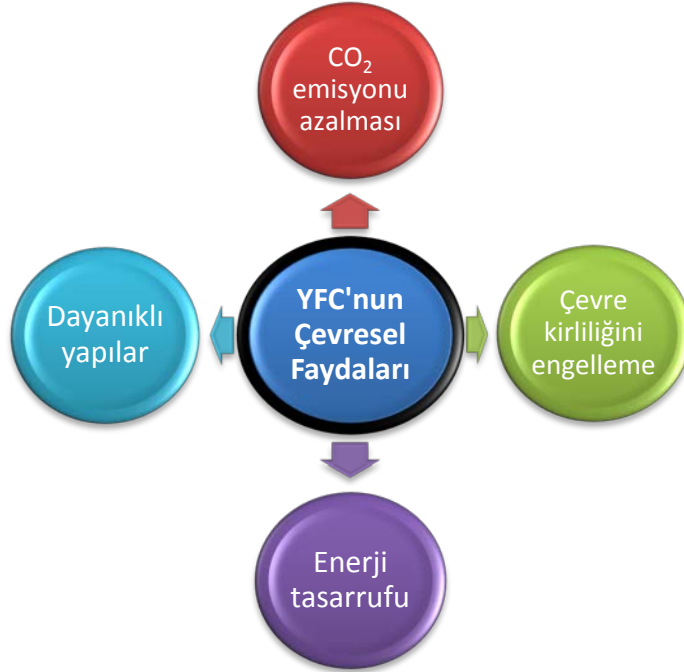 CO₂
emisyonu
azalması
Dayanıklı
yapılar
YFC'nun
Çevresel
Faydaları
Çevre
kirliliğini
engelleme
Enerji
tasarrufu